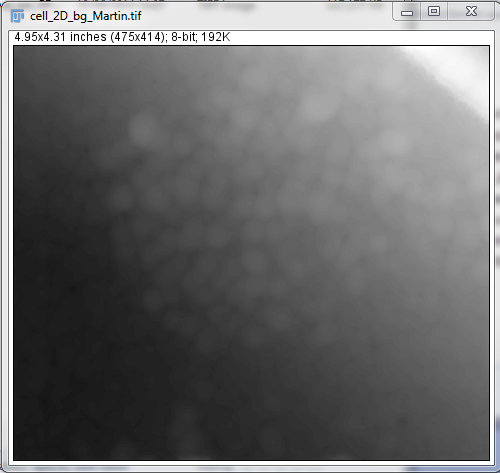 cell_2D_bg_Martin.tif
4.95x4.31 inches (475x414); 8-bit; 192K